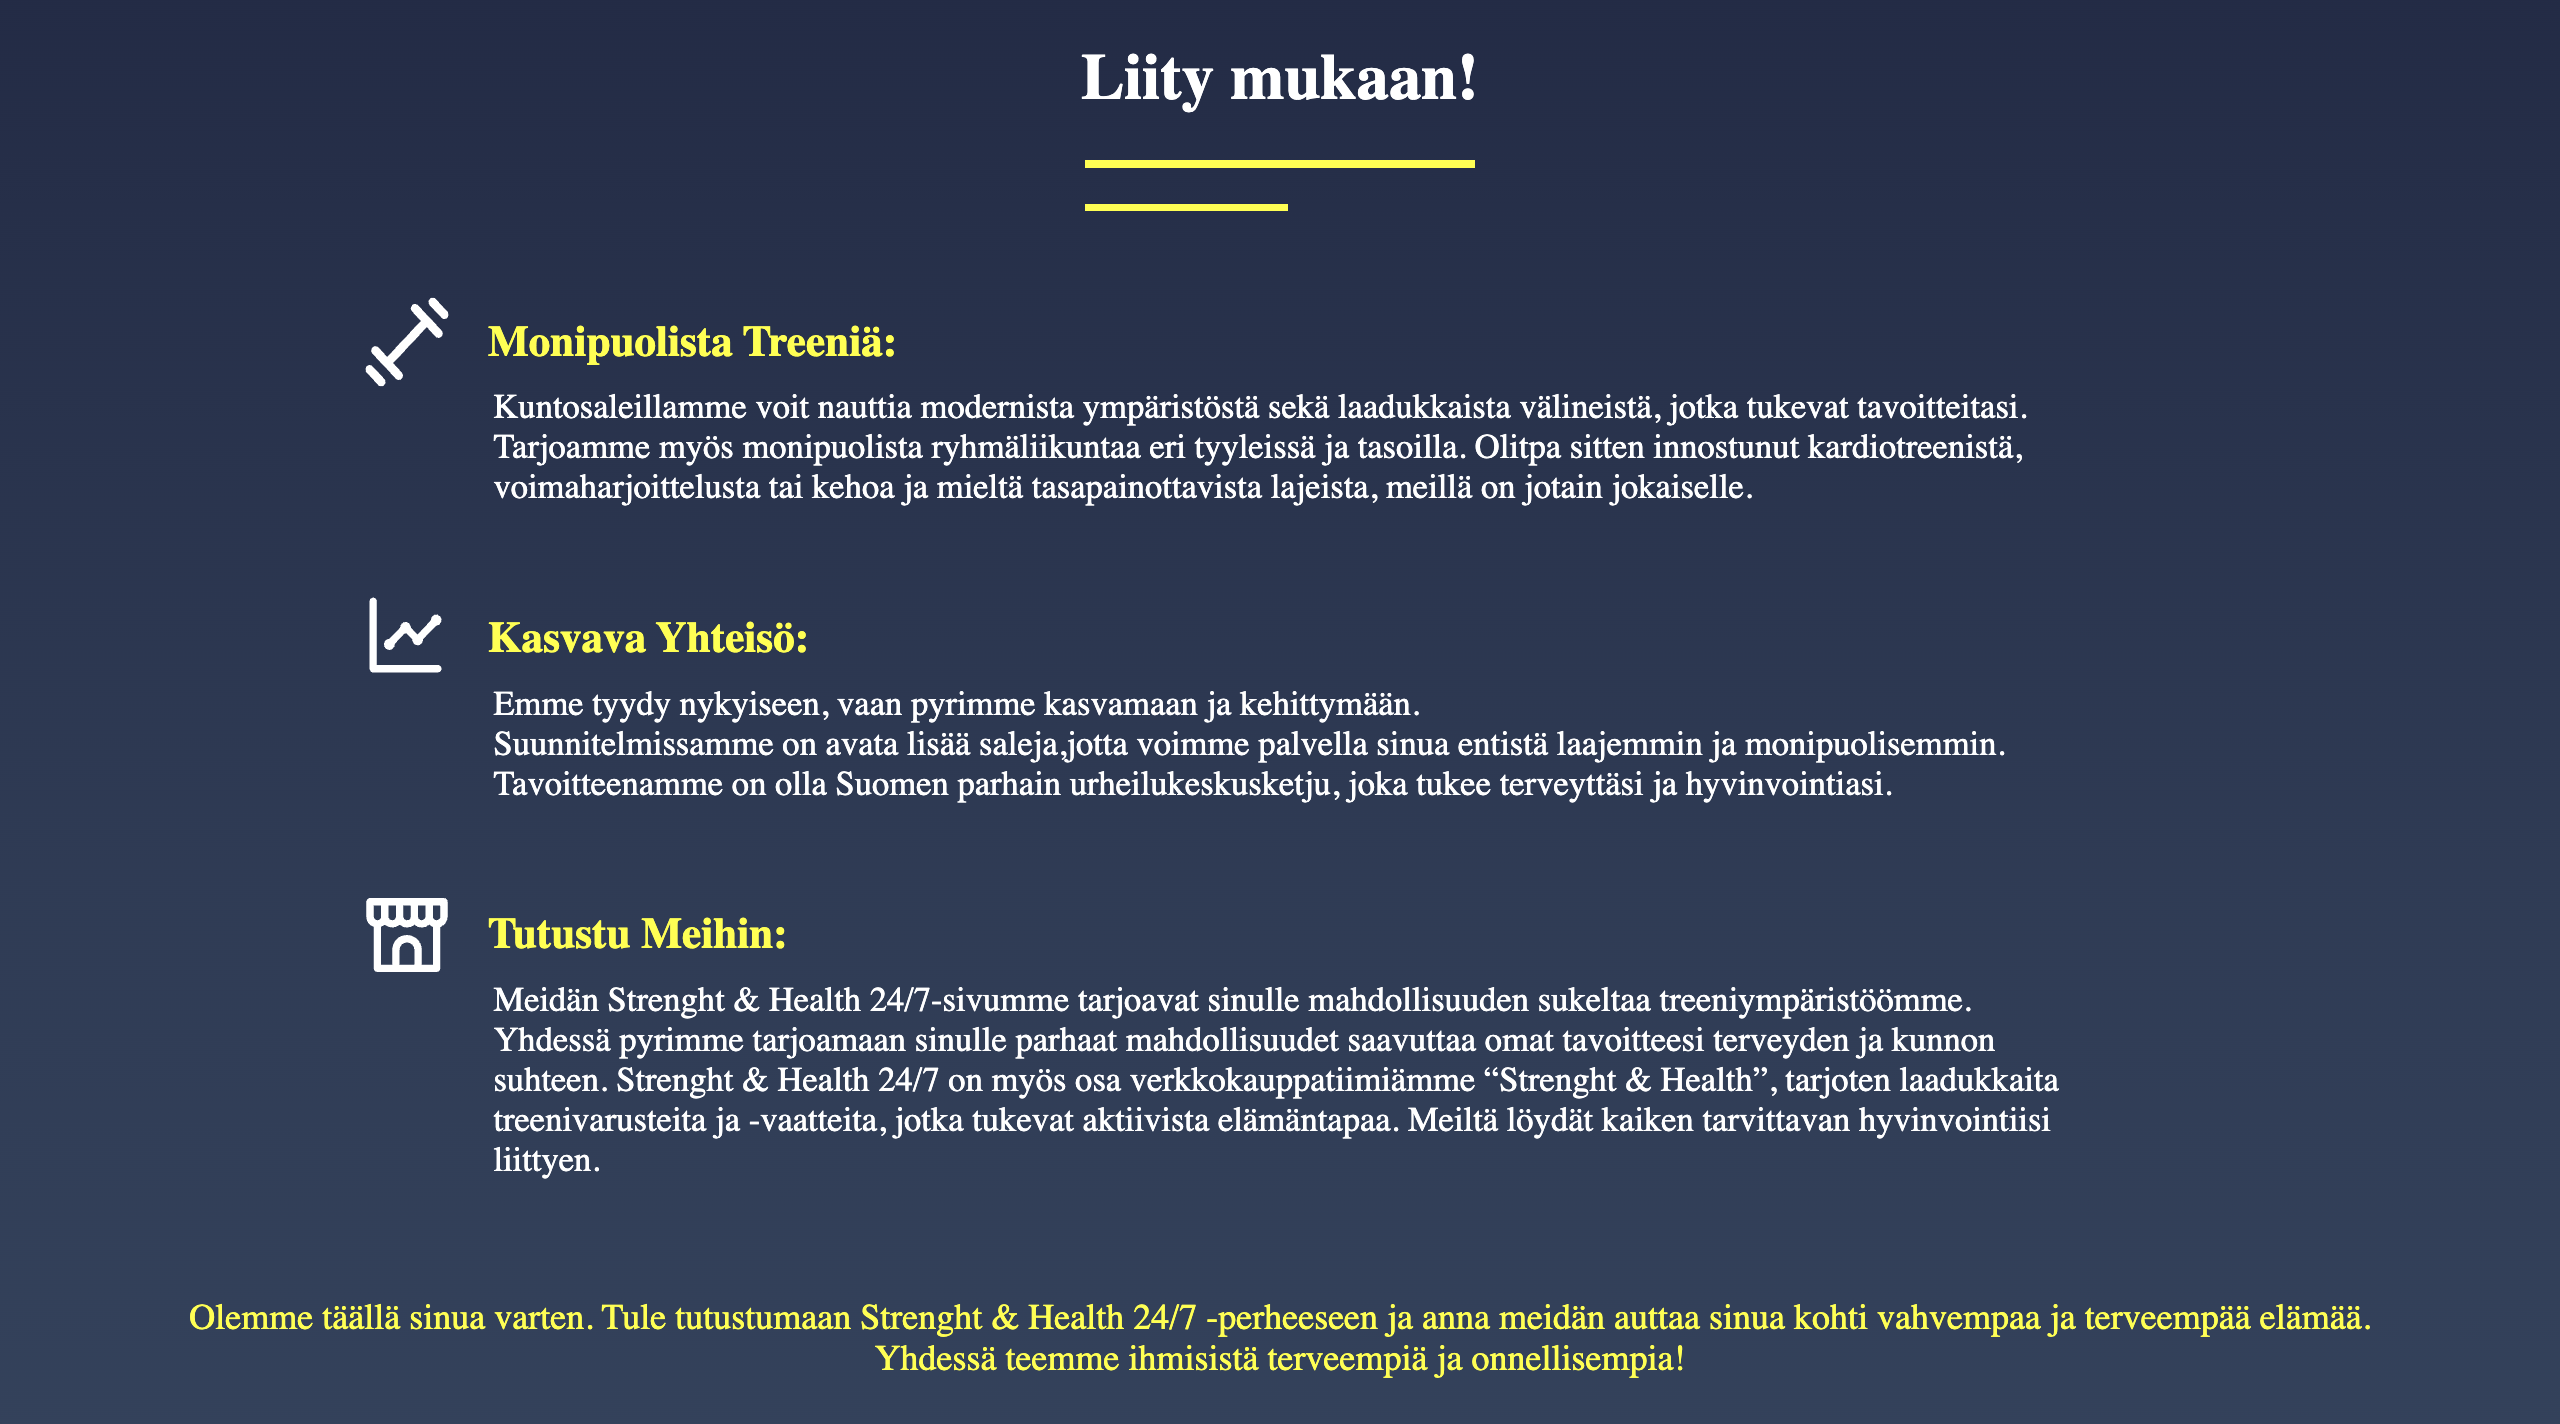 Liity mukaan!
Monipuolista Treeniä:
Kuntosaleillamme voit nauttia modernista ympäristöstä sekä laadukkaista välineistä, jotka tukevat tavoitteitasi.
Tarjoamme myös monipuolista ryhmäliikuntaa eri tyyleissä ja tasoilla. Olitpa sitten innostunut kardiotreenistä,
voimaharjoittelusta tai kehoa ja mieltä tasapainottavista lajeista, meillä on jotain jokaiselle.
Kasvava Yhteisö:
Emme tyydy nykyiseen, vaan pyrimme kasvamaan ja kehittymään.
Suunnitelmissamme on avata lisää saleja,jotta voimme palvella sinua entistä laajemmin ja monipuolisemmin.
Tavoitteenamme on olla Suomen parhain urheilukeskusketju, joka tukee terveyttäsi ja hyvinvointiasi.
Tutustu Meihin:
Meidän Strenght & Health 24/7-sivumme tarjoavat sinulle mahdollisuuden sukeltaa treeniympäristöömme.
Yhdessä pyrimme tarjoamaan sinulle parhaat mahdollisuudet saavuttaa omat tavoitteesi terveyden ja kunnon
suhteen. Strenght & Health 24/7 on myös osa verkkokauppatiimiämme “Strenght & Health”, tarjoten laadukkaita
treenivarusteita ja -vaatteita, jotka tukevat aktiivista elämäntapaa. Meiltä löydät kaiken tarvittavan hyvinvointiisi
liittyen.
Olemme täällä sinua varten. Tule tutustumaan Strenght & Health 24/7 -perheeseen ja anna meidän auttaa sinua kohti vahvempaa ja terveempää elämää.
Yhdessä teemme ihmisistä terveempiä ja onnellisempia!